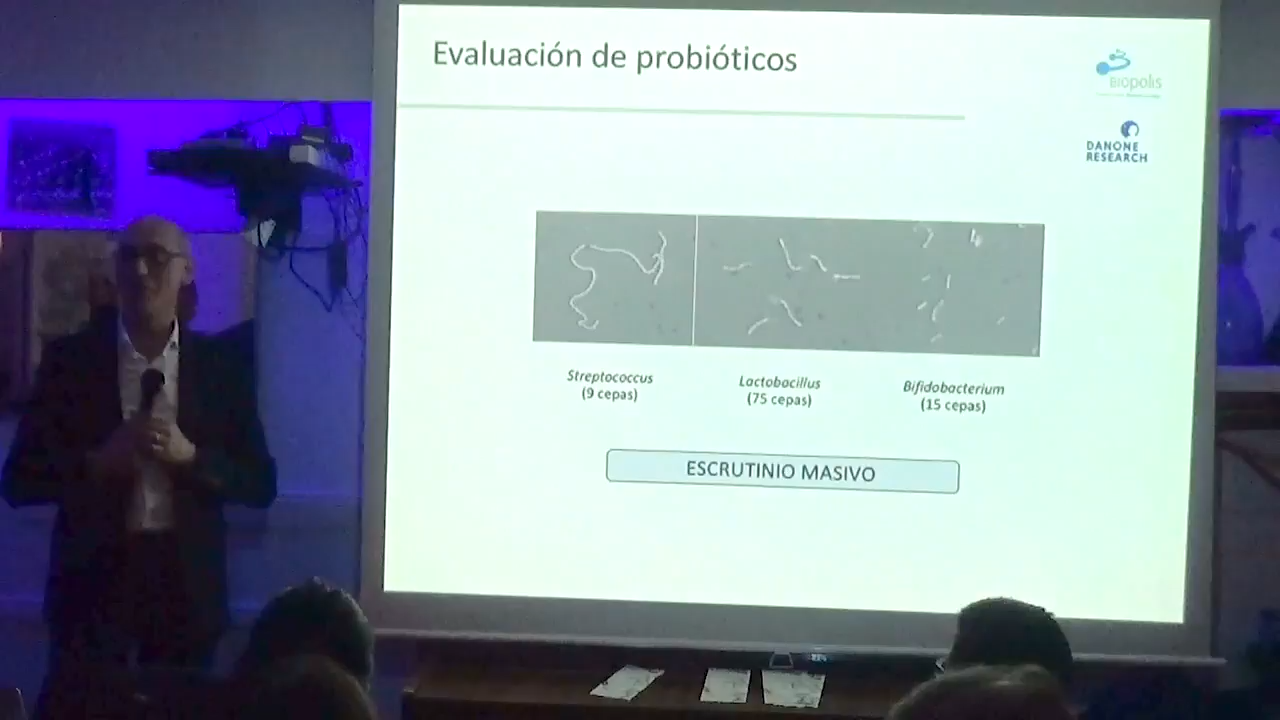 Evaluación de probióticos
BIOPOLIS
DANONE
RESEARCH
Streptococcus
(9 cepas)
Lactobacillus
(75 cepas)
Bifidobacterium
(15 cepas)
ESCRUTINIO MASIVO